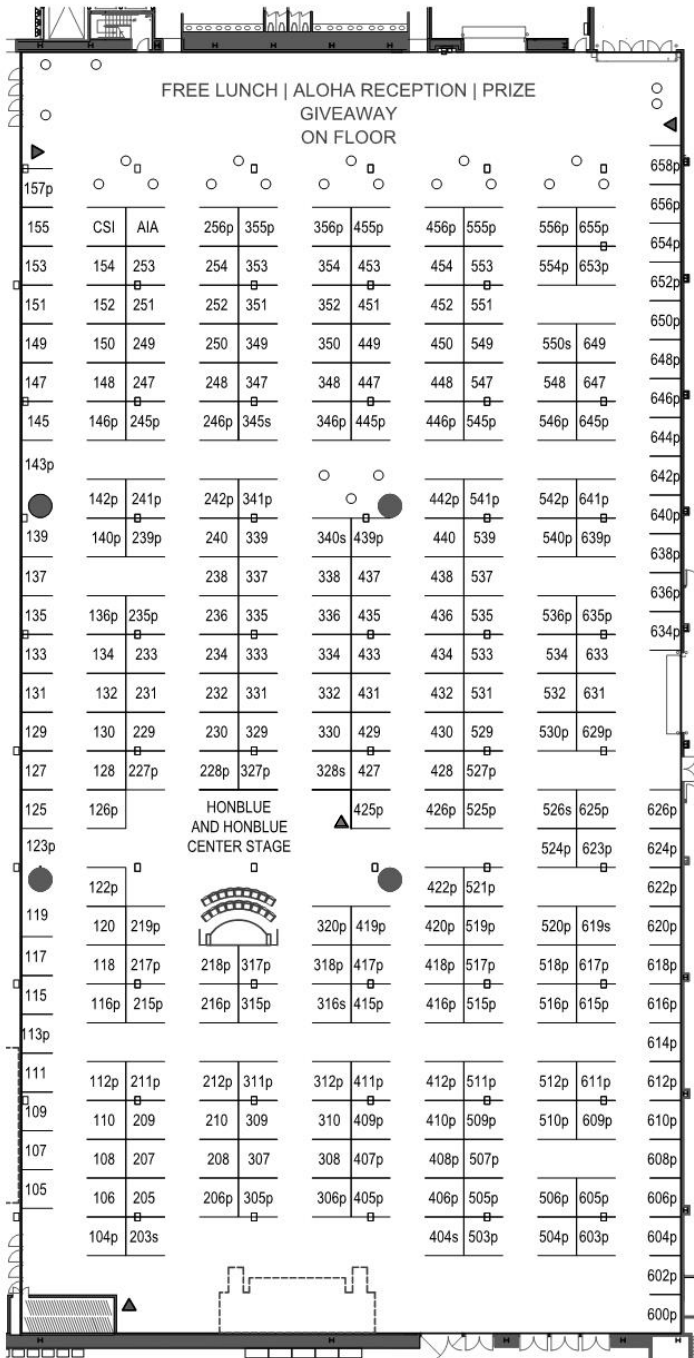 FREE LUNCH | ALOHA RECEPTION | PRIZE
GIVEAWAY
ON FLOOR
658p
157p
656p
155 CSI AIA 256p 355p 356p 455p 456p 555p 556p 655p
654p
153 154 253 254 353 354 453 454 553 554p 653p
652p
151 152 251 252 351 352 451 452 551
650p
149 150 249 250 349 350 449 450 549 550s 649
648p
147 148 247 248 347 348 447 448 547 548 647
646p
145 146p 245p 246p 345s 346p 445p 446p 545p 546p 645p
644p
143p
642p
142p 241p 242p 341p 442p 541p 542p 641p
640p
139 140p 239p 240 339 340s 439p 440 539 540p 639p
638p
137 238 337 338 437 438 537
636p
135 136p 235p 236 335 336 435 436 535 536p 635p
634p
133 134 233 234 333 334 433 434 533 534 633
131 132 231 232 331 332 431 432 531 532 631
129 130 229 230 329 330 429 430 529 530p 629p
127 128 227p 228p 327p 328s 427 428 527p
125 126p 425p 426p 525p 526s 625p 626p
HONBLUE
AND HONBLUE
CENTER STAGE
123p 524p 623p 624p
122p 422p 521p 622p
119 120 219p 320p 419p 420p 519p 520p 619s 620p
117 118 217p 218p 317p 318p 417p 418p 517p 518p 617p 618p
115 116p 215p 216p 315p 316s 415p 416p 515p 516p 615p 616p
113p 614p
111 112p 211p 212p 311p 312p 411p 412p 511p 512p 611p 612p
109 110 209 210 309 310 409p 410p 509p 510p 609p 610p
107 108 207 208 307 308 407p 408p 507p 608p
105 106 205 206p 305p 306p 405p 406p 505p 506p 605p 606p
104p 203s 404s 503p 504p 603p 604p
602p
600p